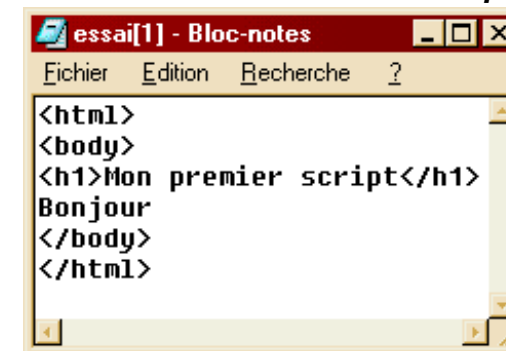 essai[1] - Bloc-notes
Fichier Edition Recherche ?
<html>
<body>
<h1>Mon premier script</h1>
Bonjour
</body>
</html>